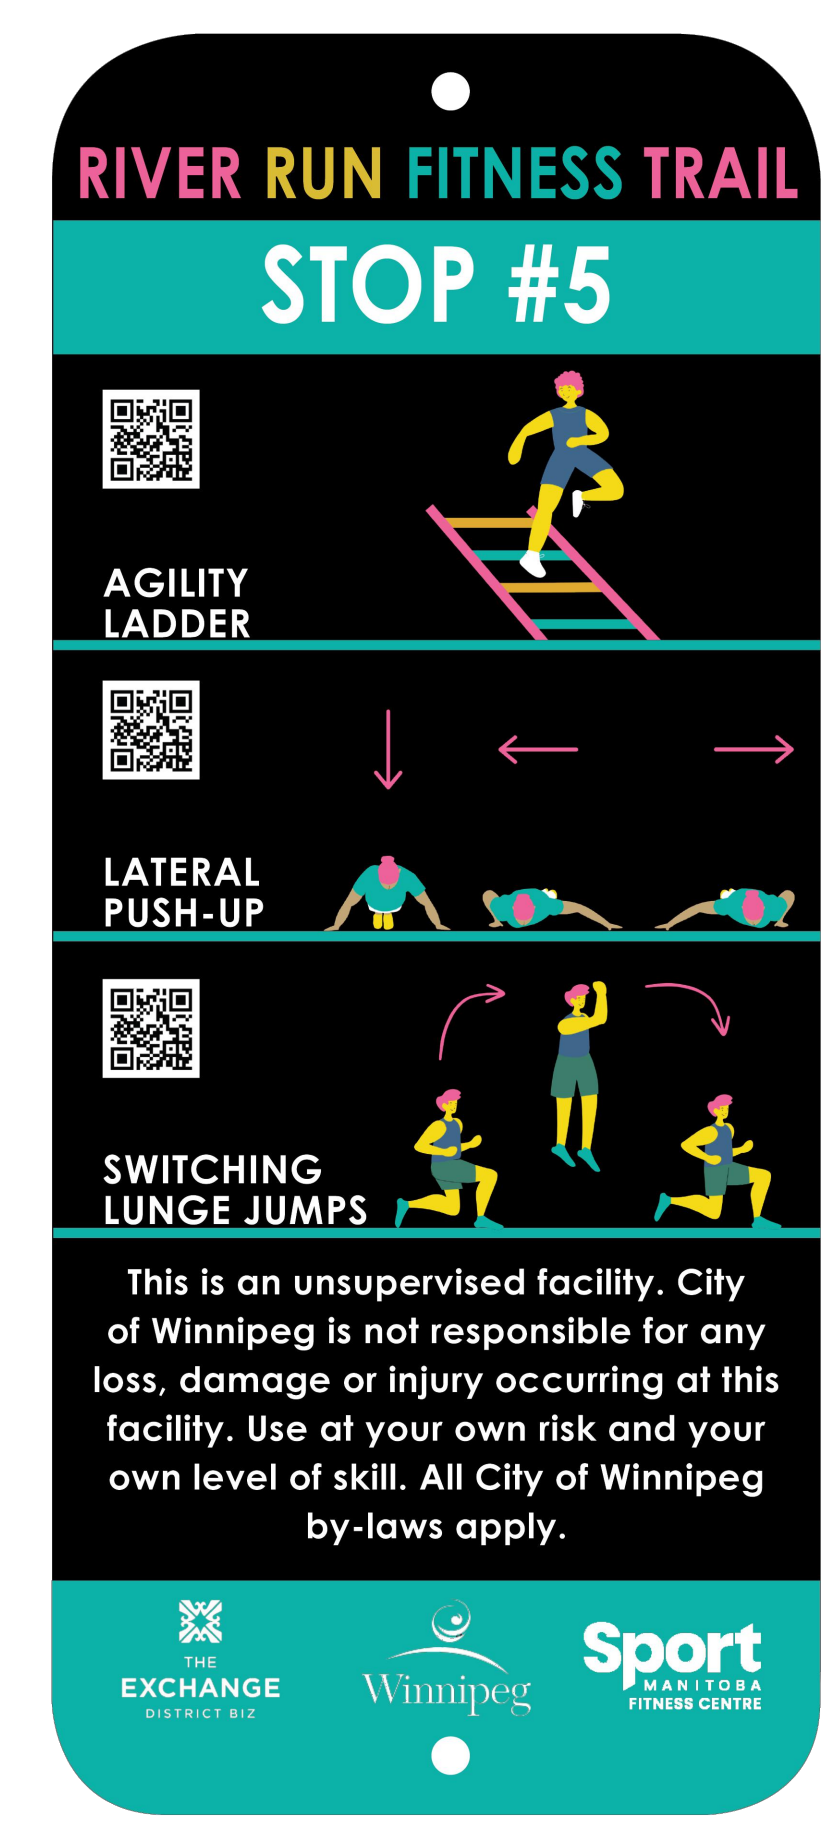 RIVER RUN FITNESS TRAIL
STOP #5
AGILITY
LADDER
LATERAL
PUSH-UP
SWITCHING
LUNGE JUMPS
This is an unsupervised facility. City
of Winnipeg is not responsible for any
loss, damage or injury occurring at this
facility. Use at your own risk and your
own level of skill. All City of Winnipeg
by-laws apply.
THE
EXCHANGE
DISTRICT BIZ
Winnipeg
Sport
MANITOBA
FITNESS CENTRE